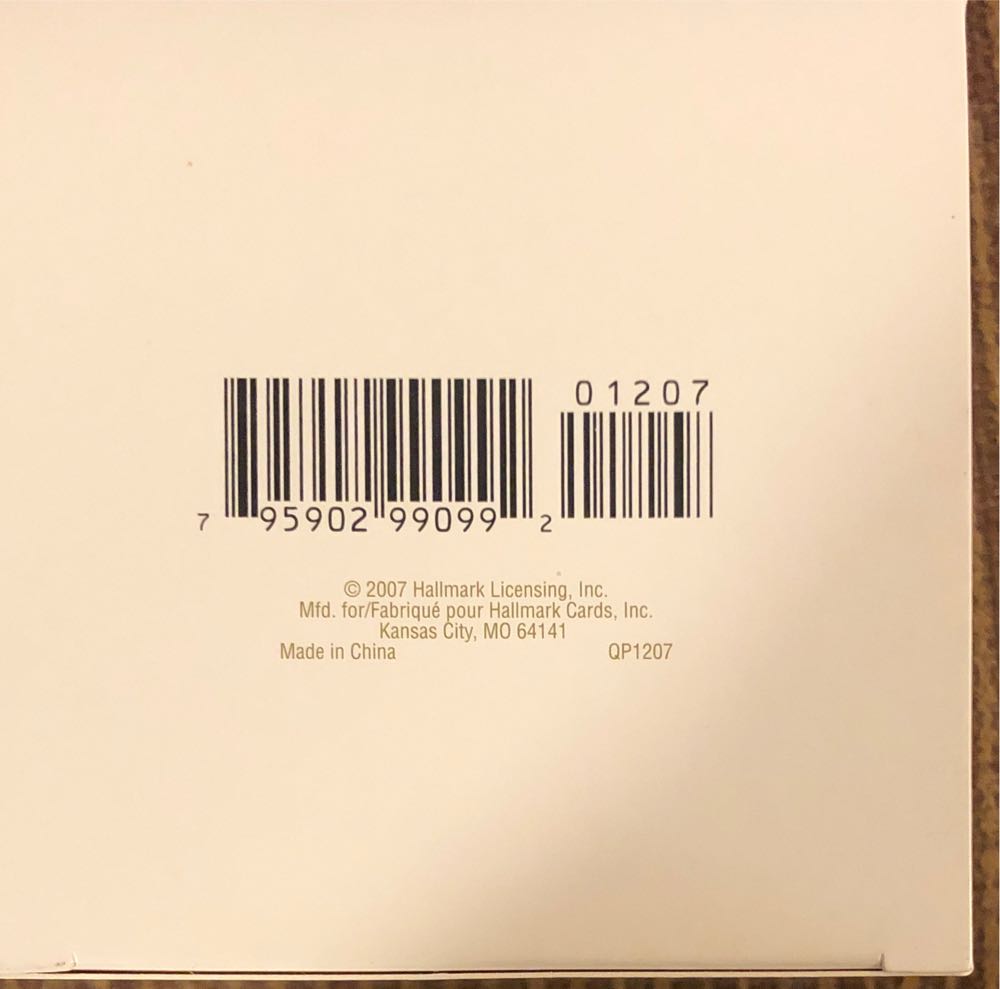 01207
7 95902 99099 2
© 2007 Hallmark Licensing, Inc.
Mfd. for/Fabriqué pour Hallmark Cards, Inc.
Kansas City, MO 64141
Made in China QP1207